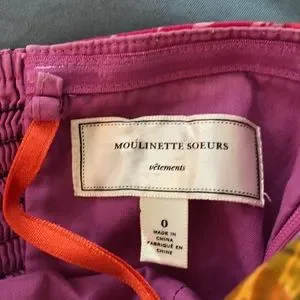 MOULINETTE SOEURS
vêtements
0
MADE IN
CHINA
FABRIQUÉ EN
CHINE